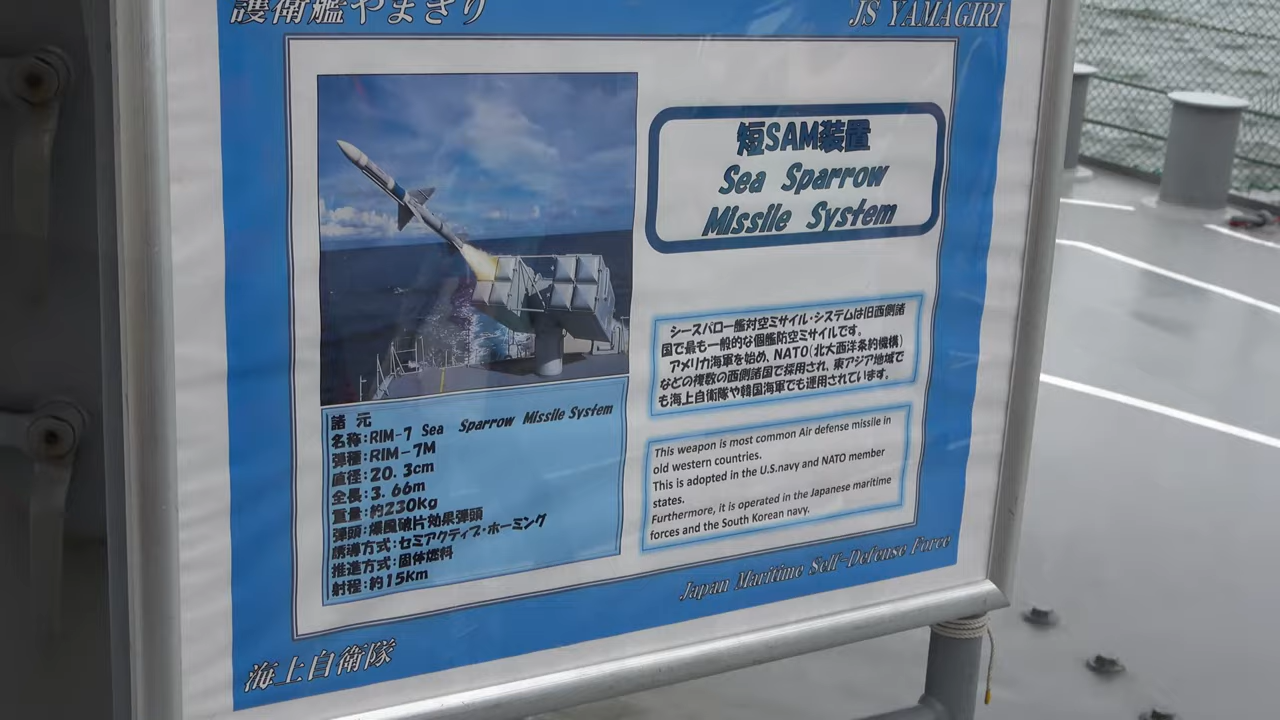 護衛艦やまぎり
JS YAMAGIRI
短SAM装置
Sea Sparrow
Missile System
シースパロー艦対空ミサイル・システムは旧西側諸
国で最も一般的な個艦防空ミサイルです。
アメリカ海軍を始め、NATO(北大西洋条約機構)
などの複数の西側諸国で採用され、東アジア地域で
も海上自衛隊や韓国海軍でも運用されています。
This weapon is most common Air defense missile in
old western countries.
This is adopted in the U.S.navy and NATO member
states.
Furthermore, it is operated in the Japanese maritime
forces and the South Korean navy.
諸 元
名称:RIM-7 Sea Sparrow Missile System
弾種:RIM-7M
直径:20.3cm
全長:3.66m
重量:約230Kg
弾頭:爆風破片効果弾頭
誘導方式:セミアクティブ・ホーミング
推進方式:固体燃料
射程:約15km
Japan Maritime Self-Defense Force
海上自衛隊